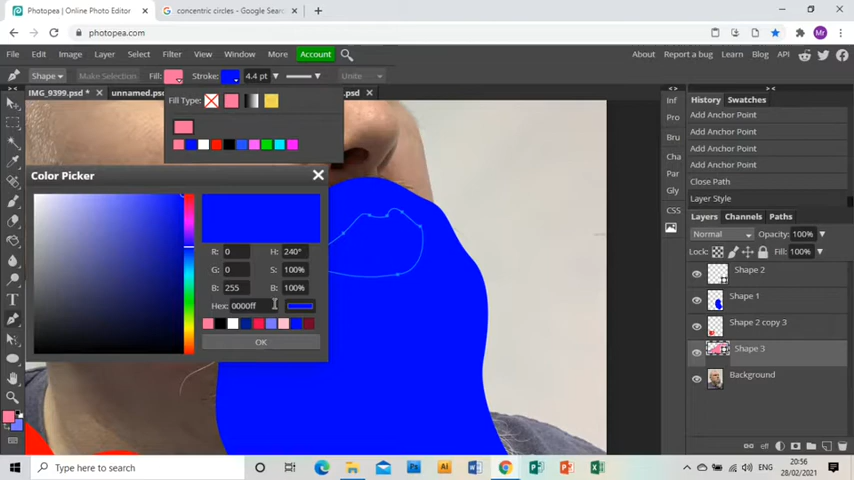 Photopea | Online Photo Editor
concentric circles - Google Sear
photopea.com
File Edit Image Layer Select Filter View Window More Account
About Report a bug Learn Blog API
Shape Make Selection Fill: Stroke: 4.4 pt Unite
IMG_9399.psd * unnamed.psd .psd
Fill Type:
Color Picker
R: 0 H: 240°
G: 0 S: 100%
B: 255 B: 100%
Hex: 0000ff
OK
Inf
Pro
Bru
Cha
Par
Gly
CSS
History Swatches
Add Anchor Point
Add Anchor Point
Add Anchor Point
Add Anchor Point
Close Path
Layer Style
Layers Channels Paths
Normal Opacity: 100%
Lock: Fill: 100%
Shape 2
Shape 1
Shape 2 copy 3
Shape 3
Background
Type here to search
ENG
20:56
28/02/2021